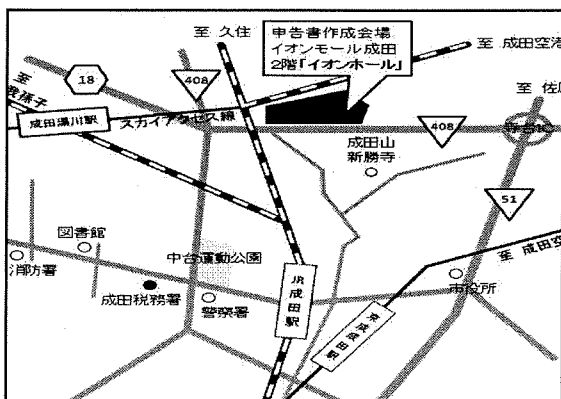 至 久住
申告書作成会場
イオンモール成田
2階「イオンホール」
至 成田空港
18
408
至
我孫子
至 佐原
成田湯川駅
スカイアクセス線
408
成田山
新勝寺
51
図書館
消防署
中台運動公園
至 成田空
成田税務署
警察署
JR成田駅
京成成田駅
市役所